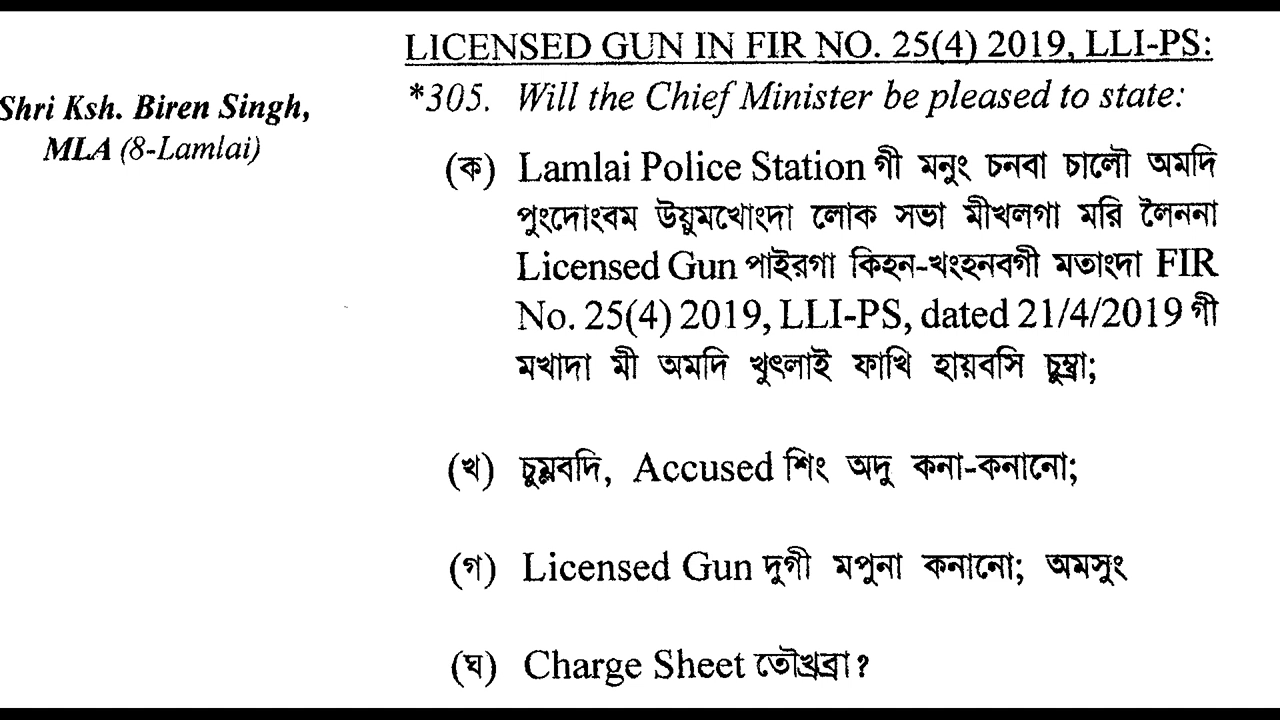 LICENSED GUN IN FIR NO. 25(4) 2019, LLI-PS:
Shri Ksh. Biren Singh,
MLA (8-Lamlai)
*305. Will the Chief Minister be pleased to state:
(ক) Lamlai Police Station গী মনুং চনবা চালৌ অমদি
পুংদোংবম উয়ুমখোংদা লোক সভা মীখলগা মরি লৈননা
Licensed Gun পাইরগা কিহন-খংহনবগী মতাংদা FIR
No. 25(4) 2019, LLI-PS, dated 21/4/2019 গী
মখাদা মী অমদি খুৎলাই ফাখি হায়বসি চুম্ব্রা;
(খ) চুম্লবদি, Accused শিং অদু কনা-কনানো;
(গ) Licensed Gun দুগী মপুনা কনানো; অমসুং
(ঘ) Charge Sheet তৌখ্রব্রা?